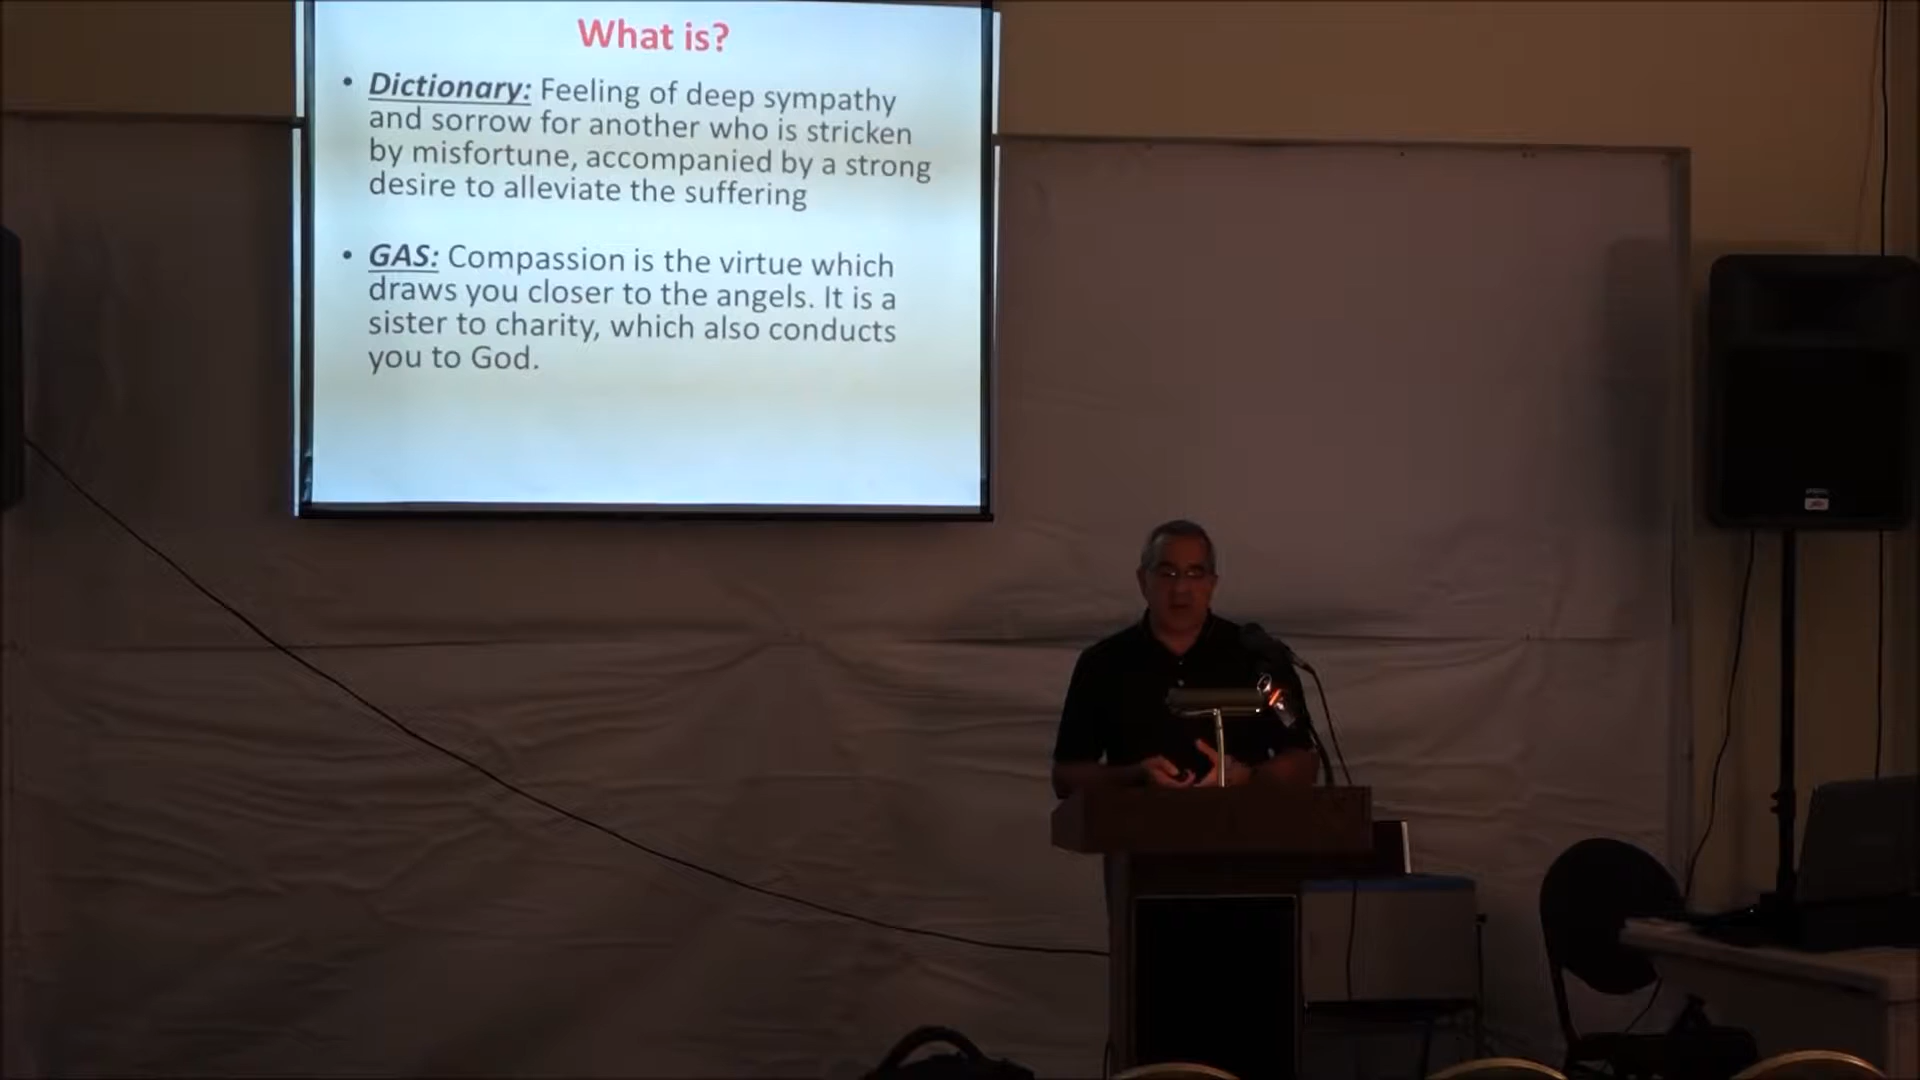 What is?
• Dictionary: Feeling of deep sympathy
and sorrow for another who is stricken
by misfortune, accompanied by a strong
desire to alleviate the suffering
• GAS: Compassion is the virtue which
draws you closer to the angels. It is a
sister to charity, which also conducts
you to God.